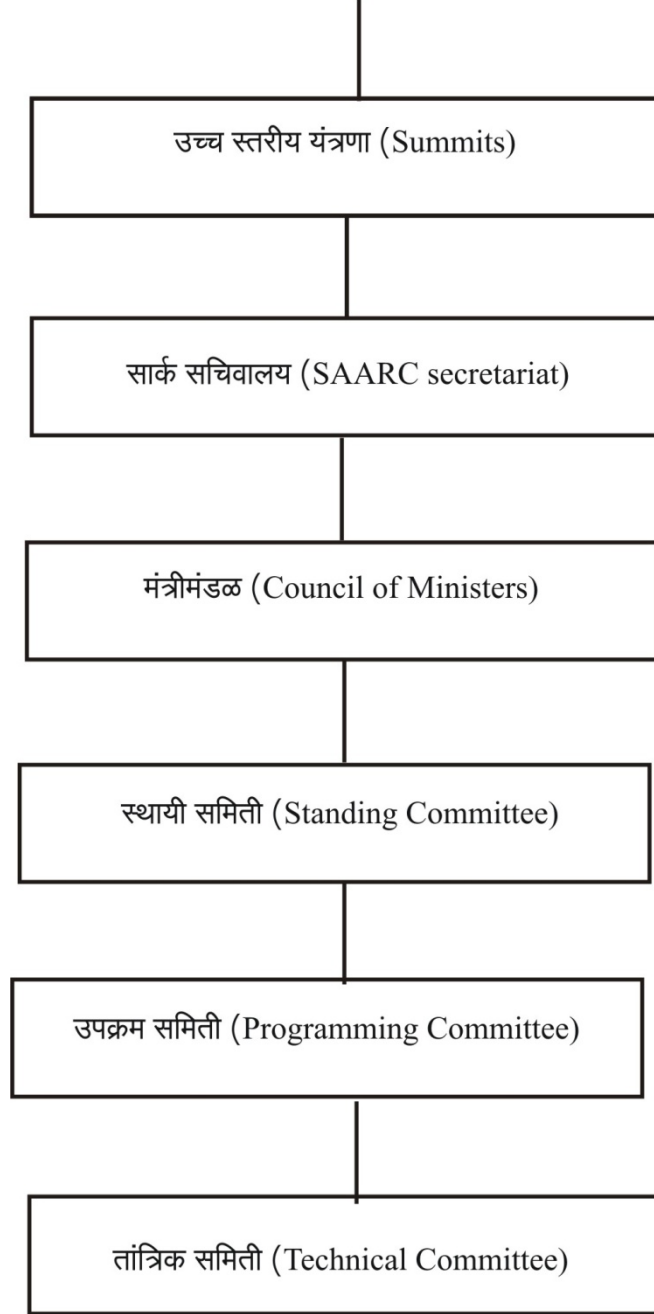 उच्च स्तरीय यंत्रणा (Summits)
सार्क सचिवालय (SAARC secretariat)
मंत्रीमंडळ (Council of Ministers)
स्थायी समिती (Standing Committee)
उपक्रम समिती (Programming Committee)
तांत्रिक समिती (Technical Committee)